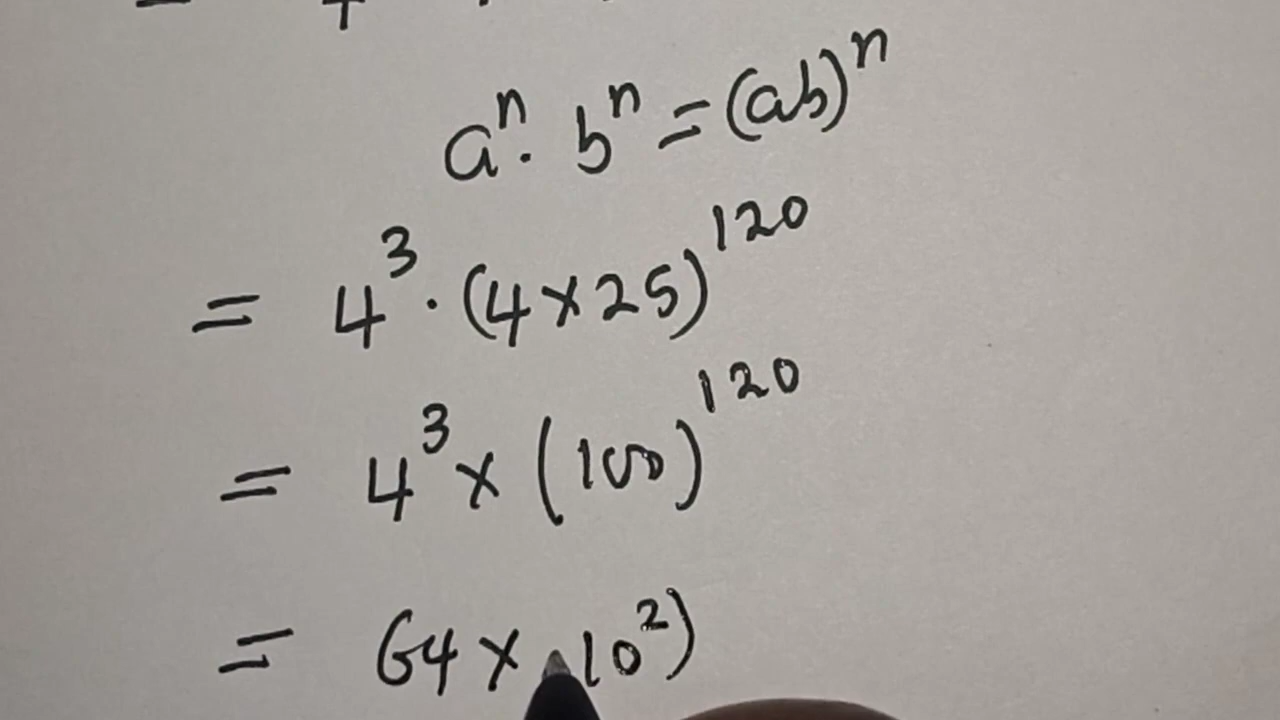 aⁿ · bⁿ = (ab)ⁿ
= 4³ · (4×25)¹²⁰
= 4³ × (100)¹²⁰
= 64 × 10²)